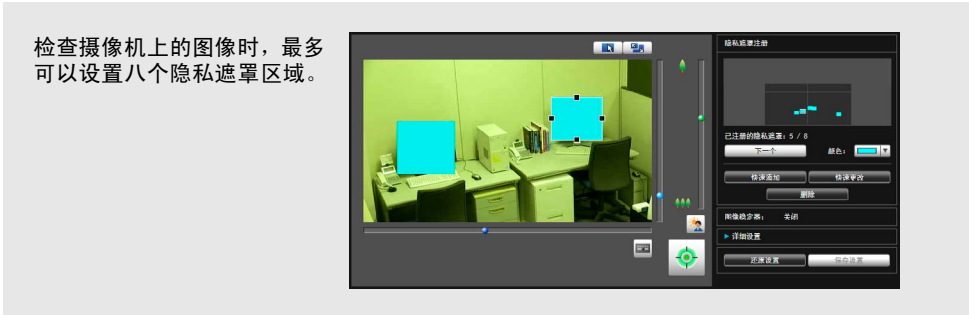 检查摄像机上的图像时，最多
可以设置八个隐私遮罩区域。
隐私遮罩注册
已注册的隐私遮罩：5 / 8
下一个
颜色：
快速添加
快速更改
删除
图像稳定器：
关闭
详细设置
还原设置
保存设置